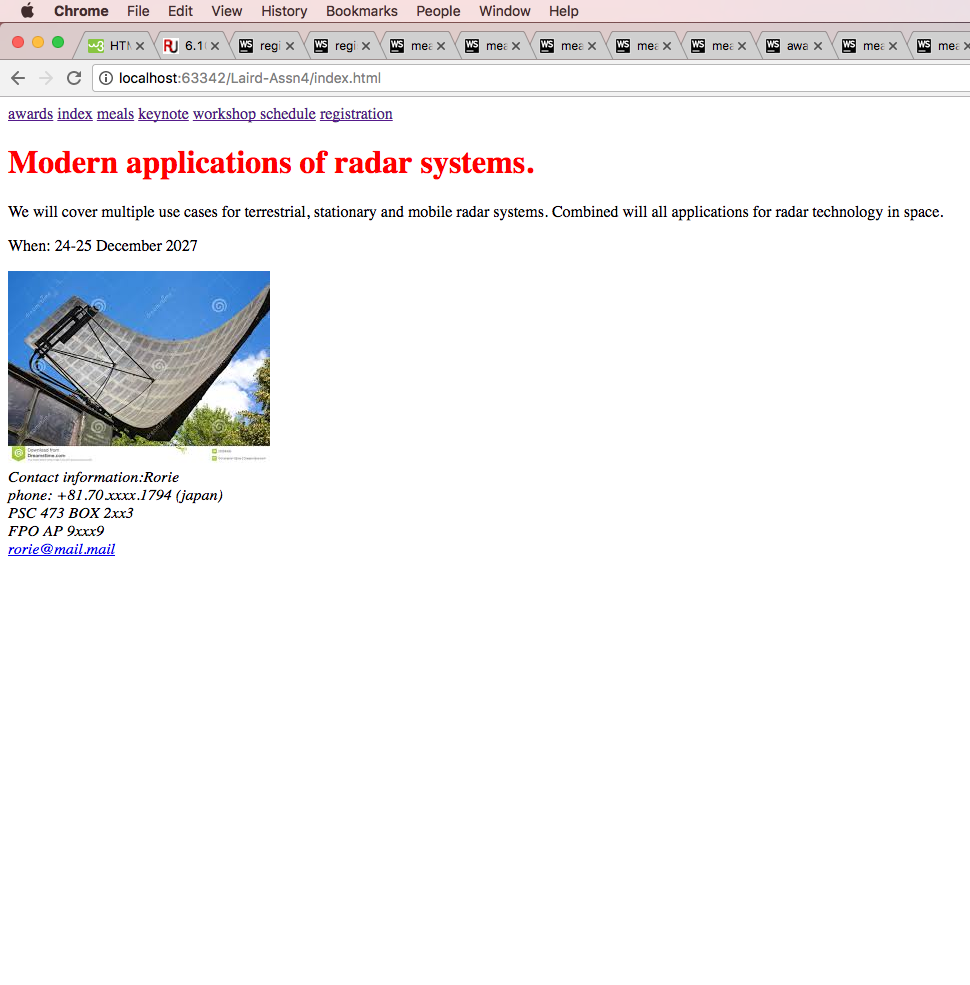 Chrome File Edit View History Bookmarks People Window Help
HTM 6.1 regi regi mea mea mea mea mea awa mea mea
localhost:63342/Laird-Assn4/index.html
awards index meals keynote workshop schedule registration
Modern applications of radar systems.
We will cover multiple use cases for terrestrial, stationary and mobile radar systems. Combined will all applications for radar technology in space.
When: 24-25 December 2027
Download from
Dreamstime.com
Contact information:Rorie
phone: +81.70.xxxx.1794 (japan)
PSC 473 BOX 2xx3
FPO AP 9xxx9
rorie@mail.mail